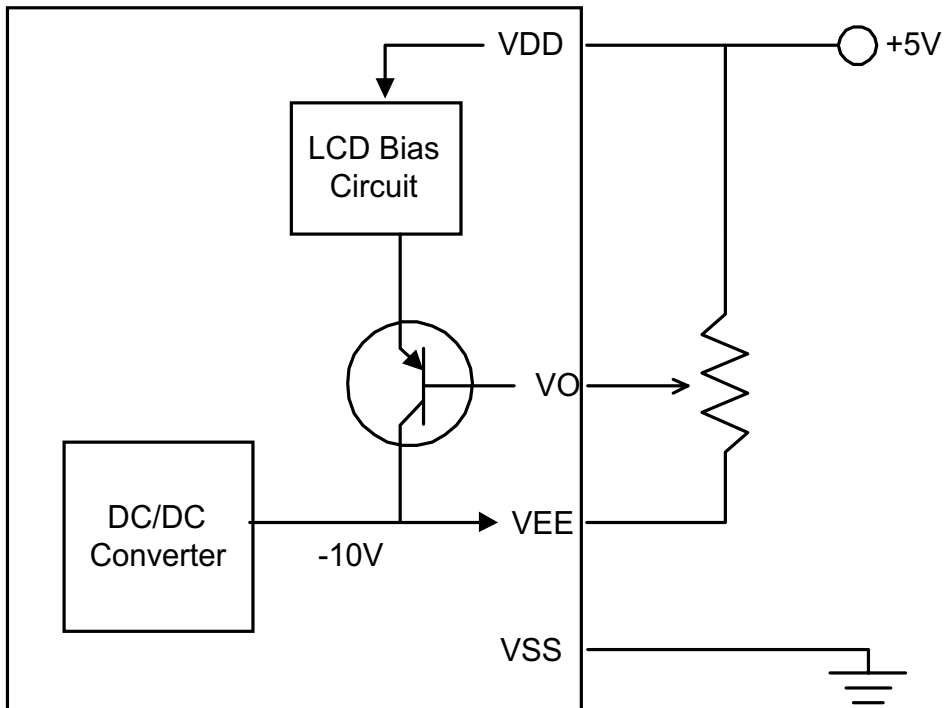 VDD
+5V
LCD Bias
Circuit
VO
DC/DC
Converter
-10V
VEE
VSS